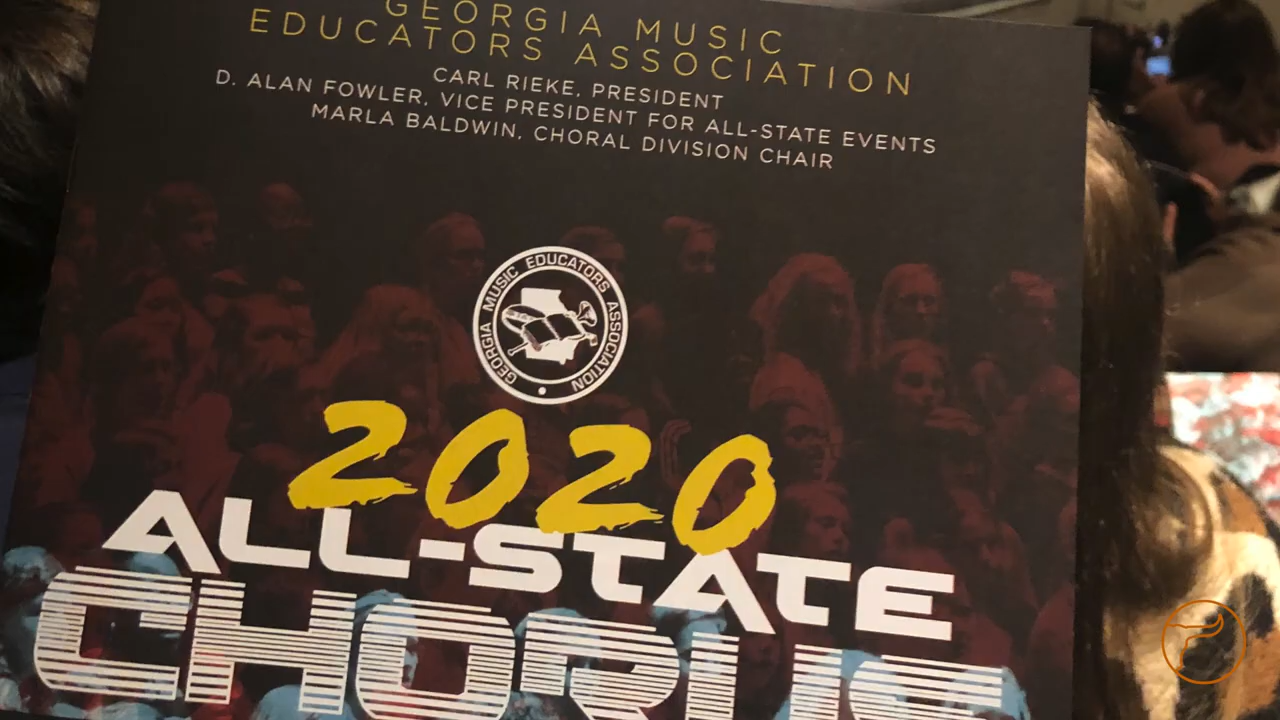 GEORGIA MUSIC
EDUCATORS ASSOCIATION
CARL RIEKE, PRESIDENT
D. ALAN FOWLER, VICE PRESIDENT FOR ALL-STATE EVENTS
MARLA BALDWIN, CHORAL DIVISION CHAIR
GEORGIA MUSIC EDUCATORS ASSOCIATION
2020
ALL-STATE
CHORUS